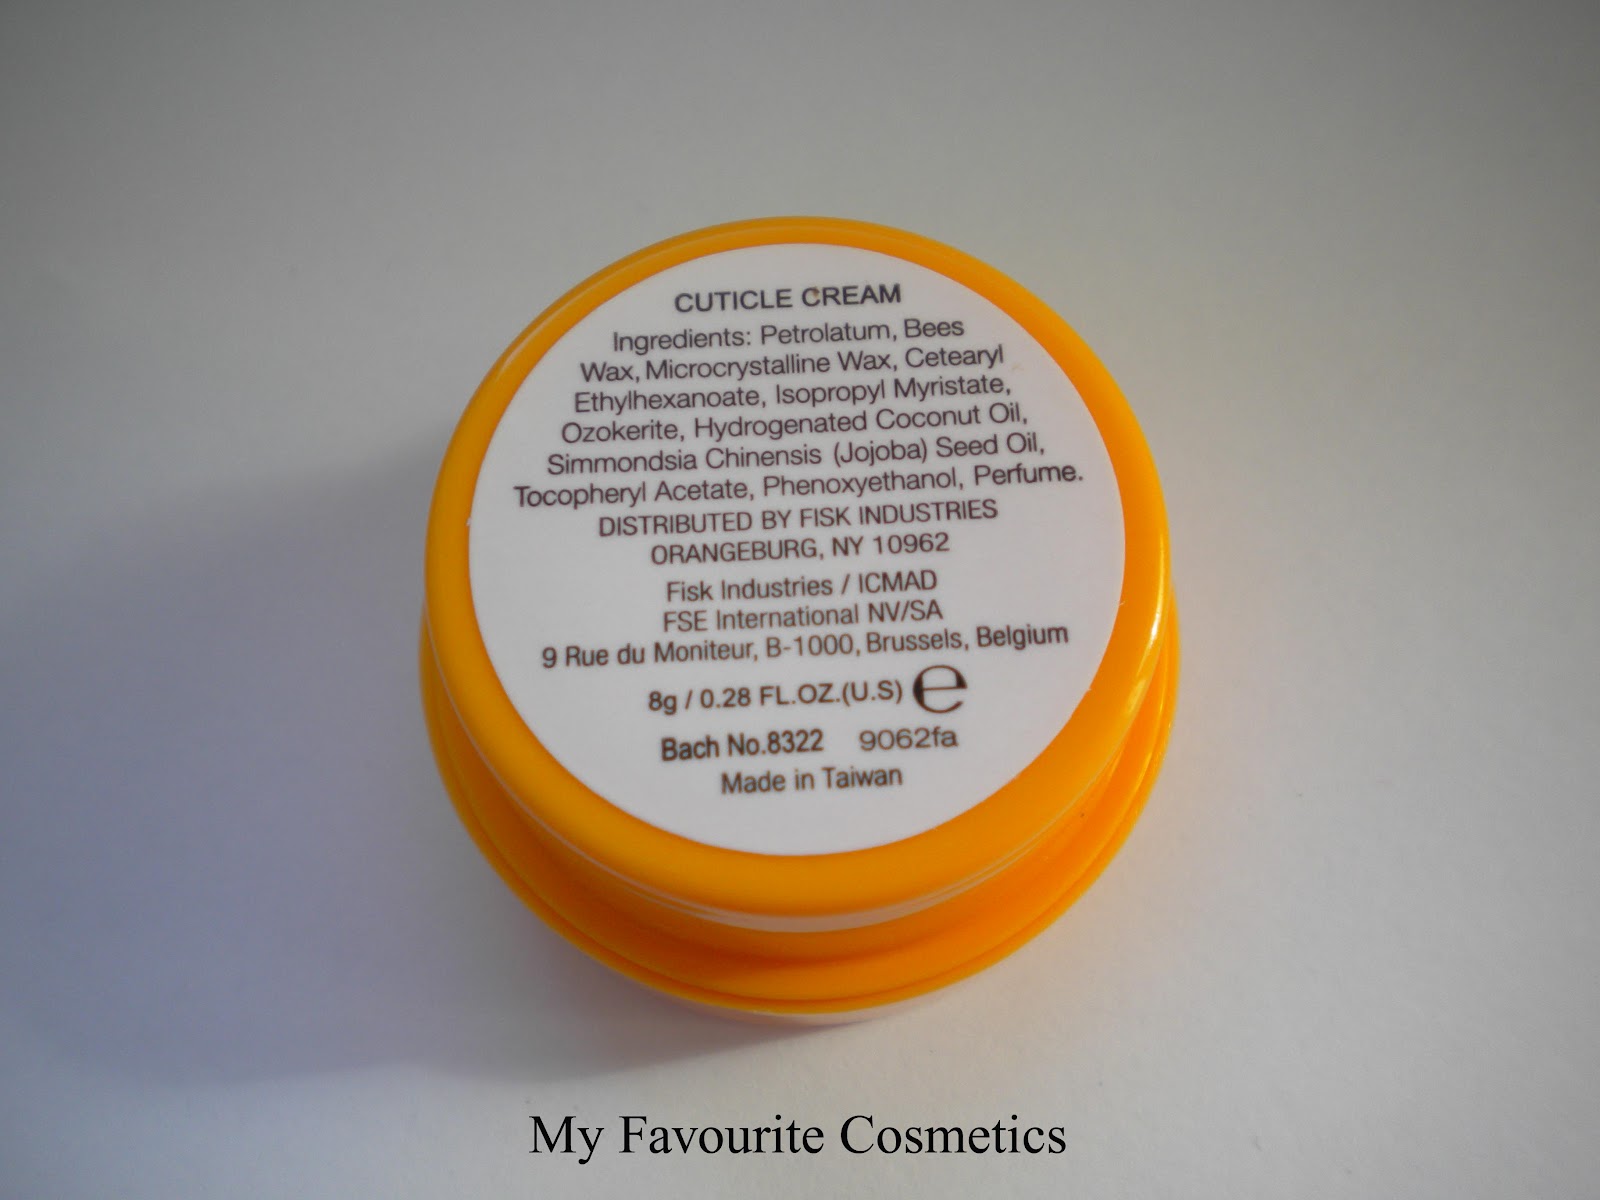 CUTICLE CREAM
Ingredients: Petrolatum, Bees
Wax, Microcrystalline Wax, Cetearyl
Ethylhexanoate, Isopropyl Myristate,
Ozokerite, Hydrogenated Coconut Oil,
Simmondsia Chinensis (Jojoba) Seed Oil,
Tocopheryl Acetate, Phenoxyethanol, Perfume.
DISTRIBUTED BY FISK INDUSTRIES
ORANGEBURG, NY 10962
Fisk Industries / ICMAD
FSE International NV/SA
9 Rue du Moniteur, B-1000, Brussels, Belgium
8g / 0.28 FL.OZ.(U.S) e
Bach No.8322 9062fa
Made in Taiwan
My Favourite Cosmetics